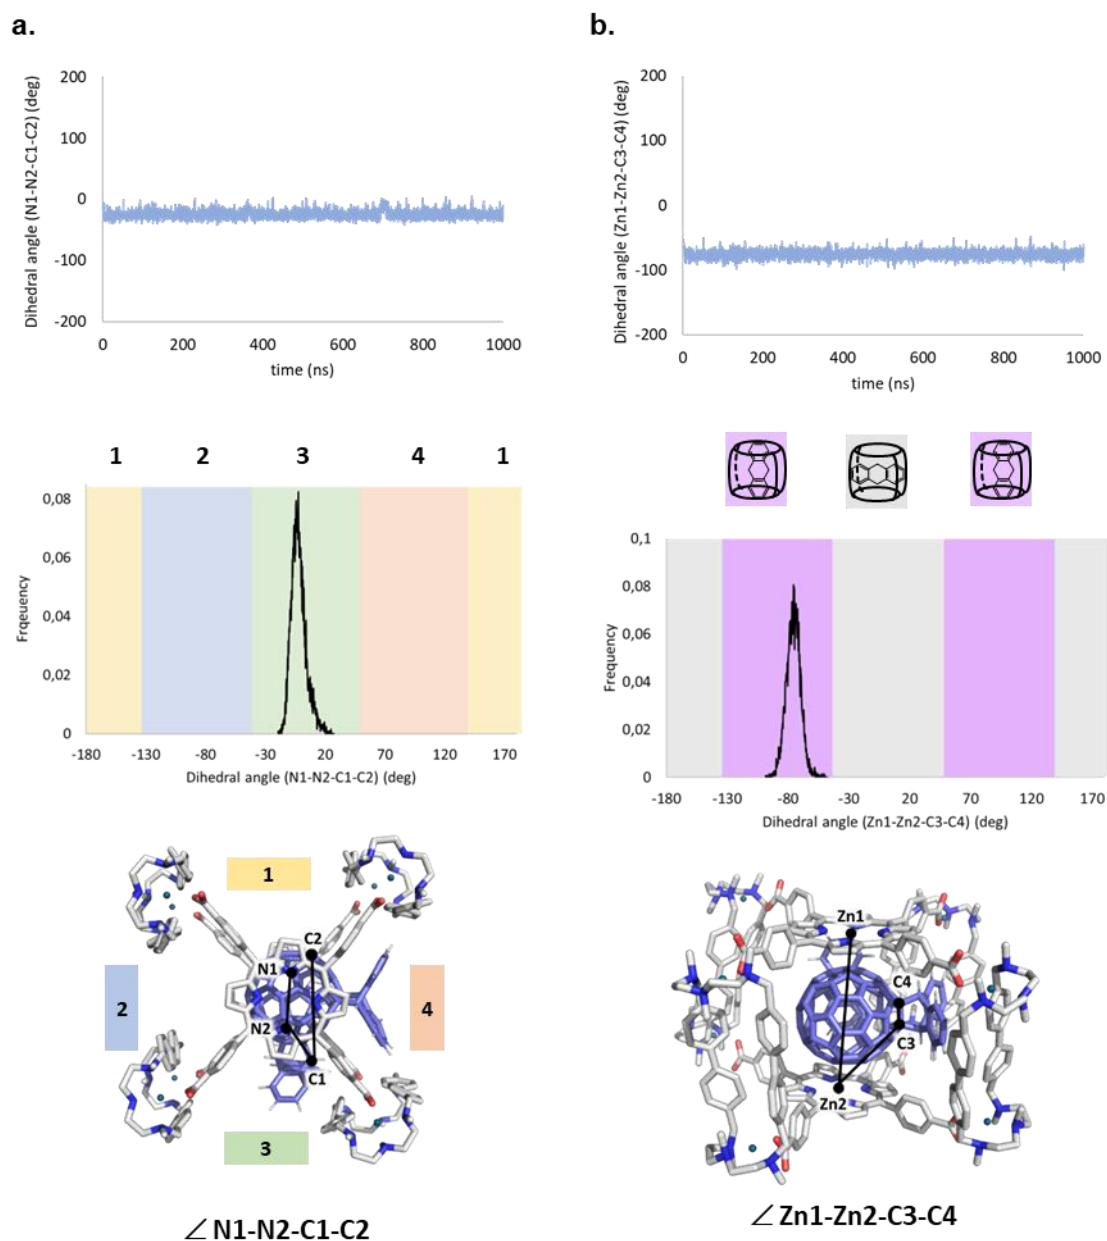 a.
Dihedral angle (N1-N2-C1-C2) (deg)
200
100
0
-100
-200
0 200 400 600 800 1000
time (ns)
1 2 3 4 1
Frqeuency
0,08
0,06
0,04
0,02
0
-180 -130 -80 -30 20 70 120 170
Dihedral angle (N1-N2-C1-C2) (deg)
1
2
3
4
C2
N1
N2
C1
∠ N1-N2-C1-C2
b.
Dihedral angle (Zn1-Zn2-C3-C4) (deg)
200
100
0
-100
-200
0 200 400 600 800 1000
time (ns)
Frequency
0,1
0,08
0,06
0,04
0,02
0
-180 -130 -80 -30 20 70 120 170
Dihedral angle (Zn1-Zn2-C3-C4) (deg)
Zn1
C4
C3
Zn2
∠ Zn1-Zn2-C3-C4